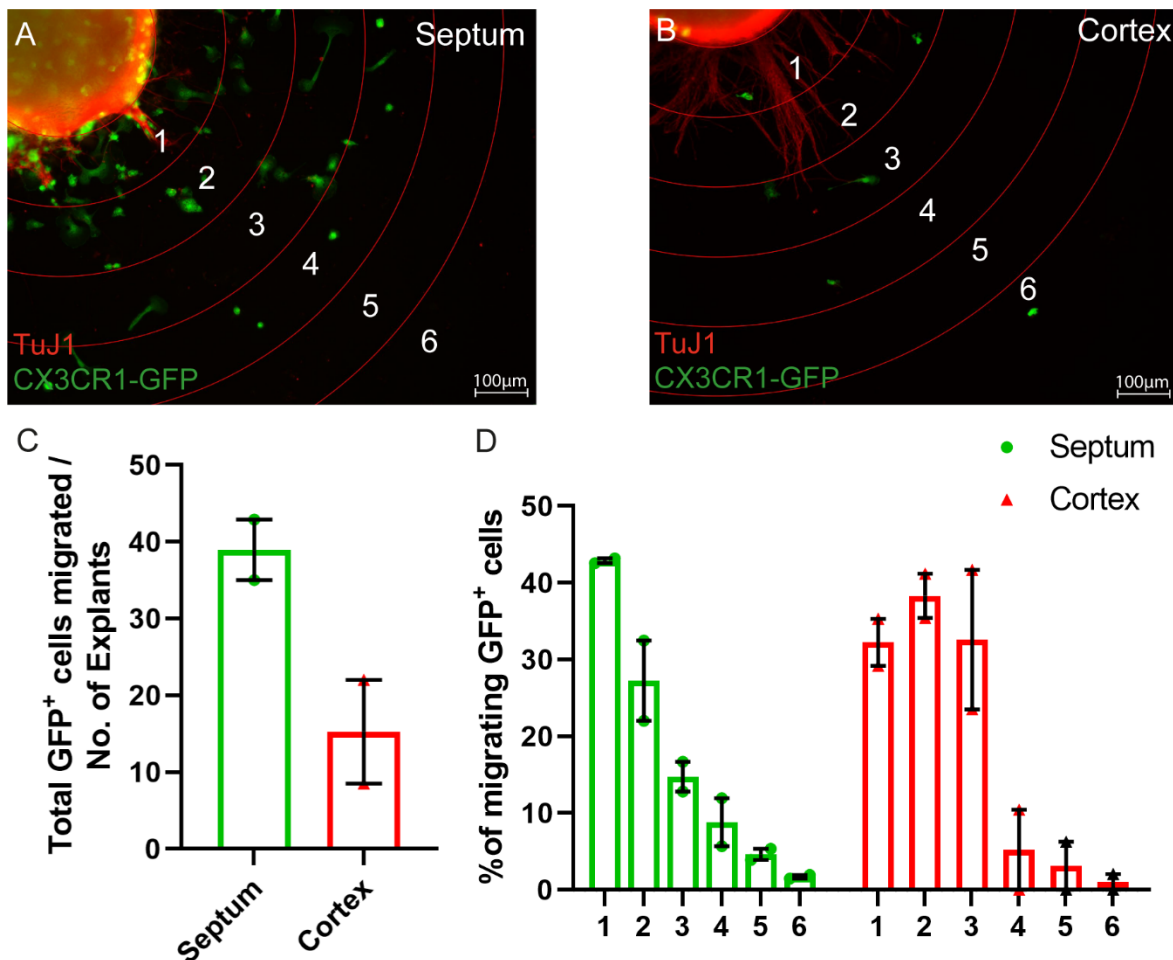 A
Septum
1
2
3
4
5
6
TuJ1
CX3CR1-GFP
100µm
B
Cortex
1
2
3
4
5
6
TuJ1
CX3CR1-GFP
100µm
C
Total GFP+ cells migrated /
No. of Explants
50
40
30
20
10
0
Septum
Cortex
D
Septum
Cortex
%of migrating GFP+ cells
50
40
30
20
10
0
1 2 3 4 5 6 1 2 3 4 5 6